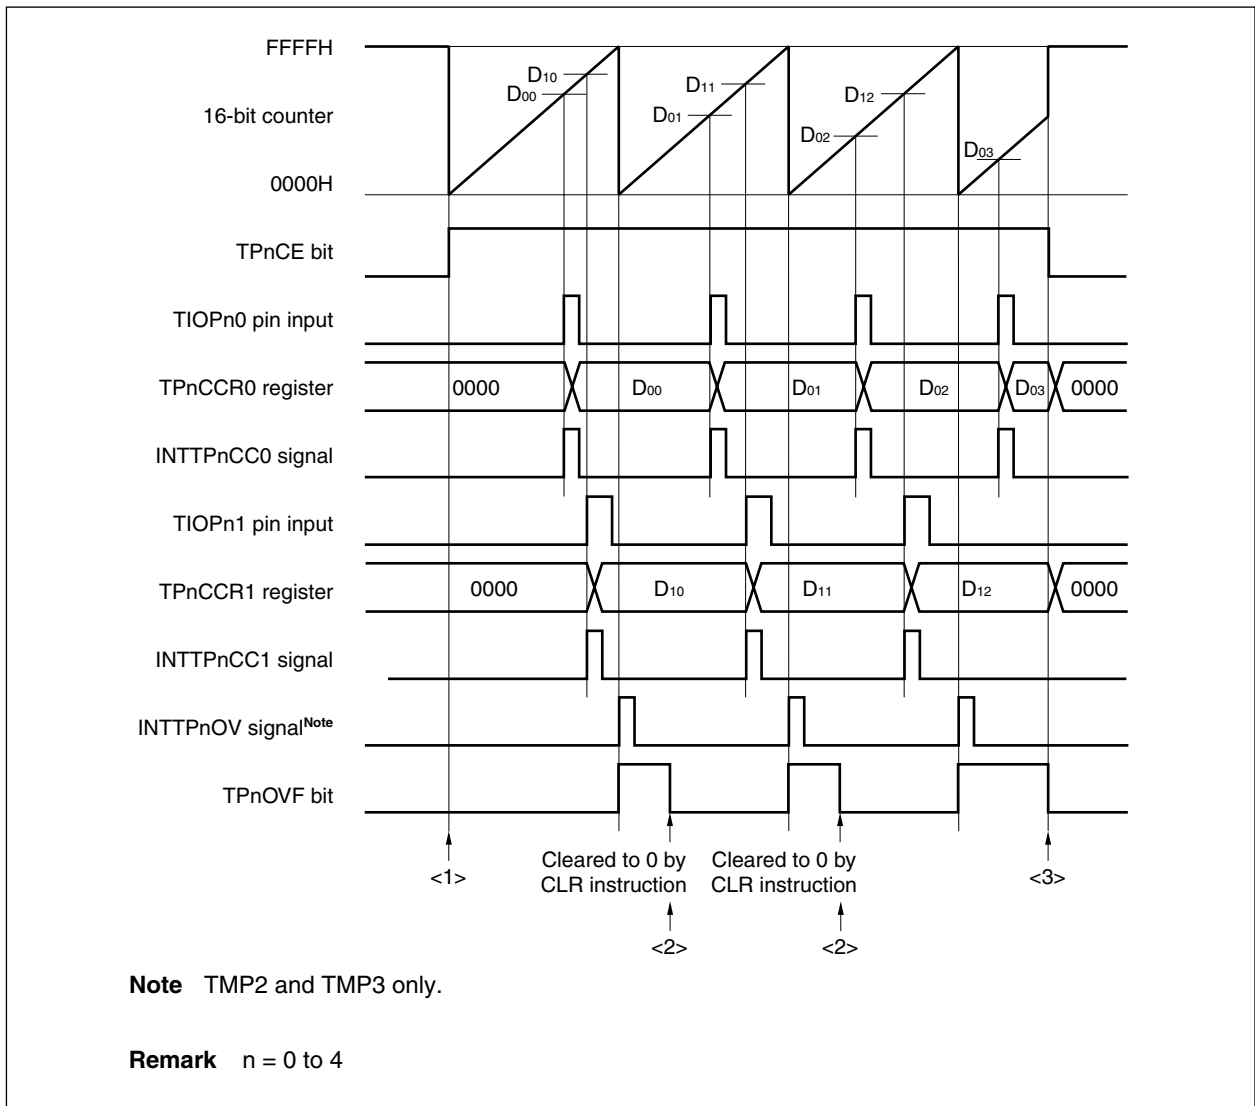 FFFFH
D10
D00
D11
D01
D12
D02
D03
16-bit counter
0000H
TPnCE bit
TIOPn0 pin input
TPnCCR0 register
0000 D00 D01 D02 D03 0000
INTTPnCC0 signal
TIOPn1 pin input
TPnCCR1 register
0000 D10 D11 D12 0000
INTTPnCC1 signal
INTTPnOV signalNote
TPnOVF bit
<1>
Cleared to 0 by
CLR instruction
<2>
Cleared to 0 by
CLR instruction
<2>
<3>
Note TMP2 and TMP3 only.
Remark n = 0 to 4